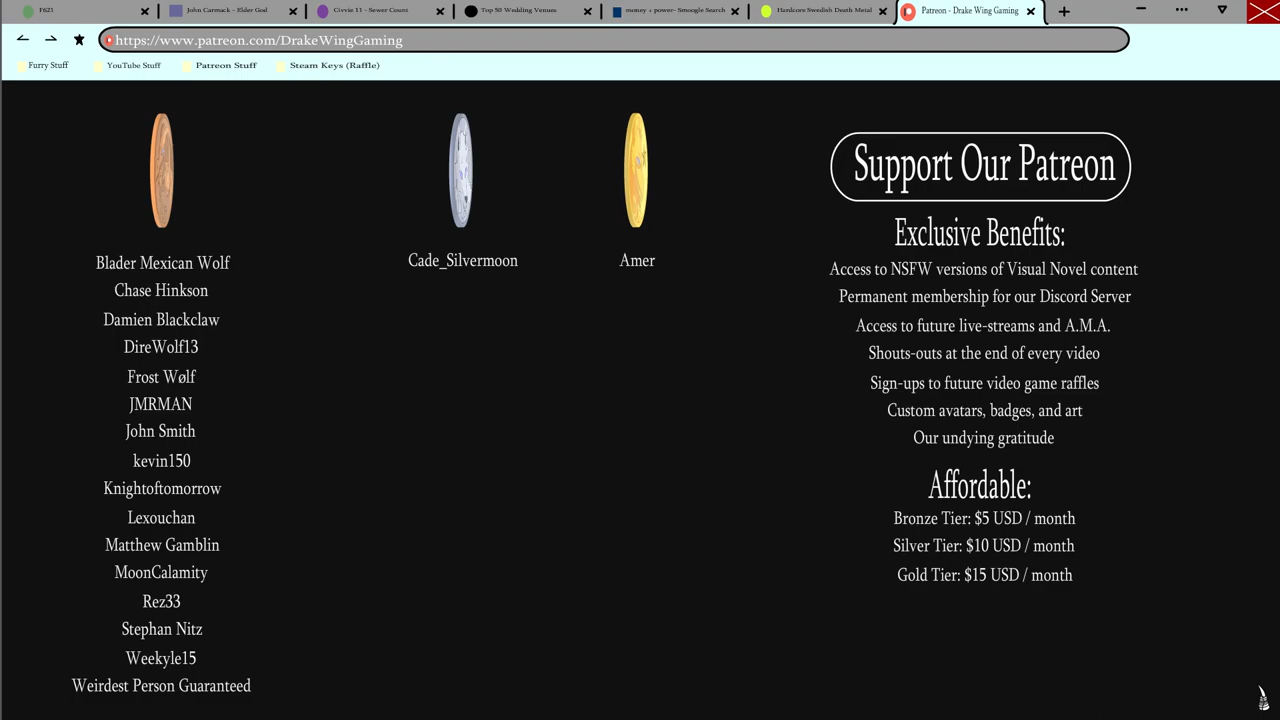 F621
John Carmack - Elder God
Civvie 11 - Sewer Count
Top 50 Wedding Venues
money + power- Smoogle Search
Hardcore Swedish Death Metal
Patreon - Drake Wing Gaming
https://www.patreon.com/DrakeWingGaming
Furry Stuff
YouTube Stuff
Patreon Stuff
Steam Keys (Raffle)
Blader Mexican Wolf
Chase Hinkson
Damien Blackclaw
DireWolf13
Frost Wølf
JMRMAN
John Smith
kevin150
Knightoftomorrow
Lexouchan
Matthew Gamblin
MoonCalamity
Rez33
Stephan Nitz
Weekyle15
Weirdest Person Guaranteed
Cade_Silvermoon
Amer
Support Our Patreon
Exclusive Benefits:
Access to NSFW versions of Visual Novel content
Permanent membership for our Discord Server
Access to future live-streams and A.M.A.
Shouts-outs at the end of every video
Sign-ups to future video game raffles
Custom avatars, badges, and art
Our undying gratitude
Affordable:
Bronze Tier: $5 USD / month
Silver Tier: $10 USD / month
Gold Tier: $15 USD / month